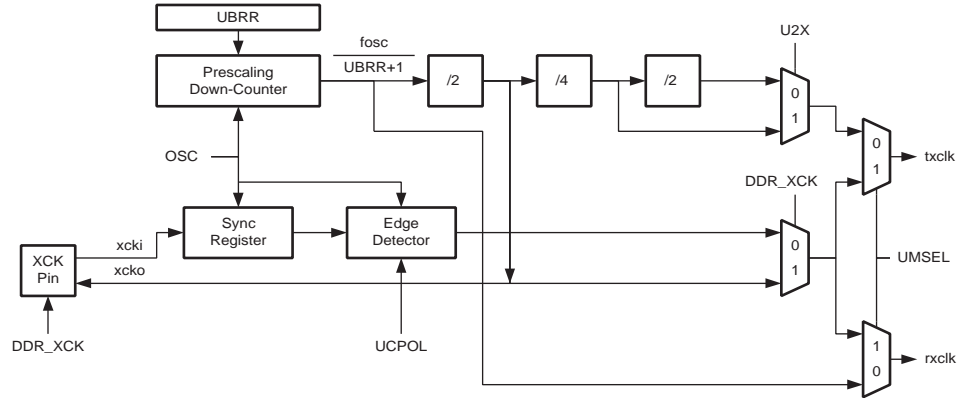 UBRR
fosc
U2X
Prescaling
Down-Counter
UBRR+1
/2
/4
/2
0
1
OSC
0
1
txclk
DDR_XCK
Sync
Register
Edge
Detector
xcki
XCK
Pin
xcko
0
1
UMSEL
DDR_XCK
UCPOL
1
0
rxclk